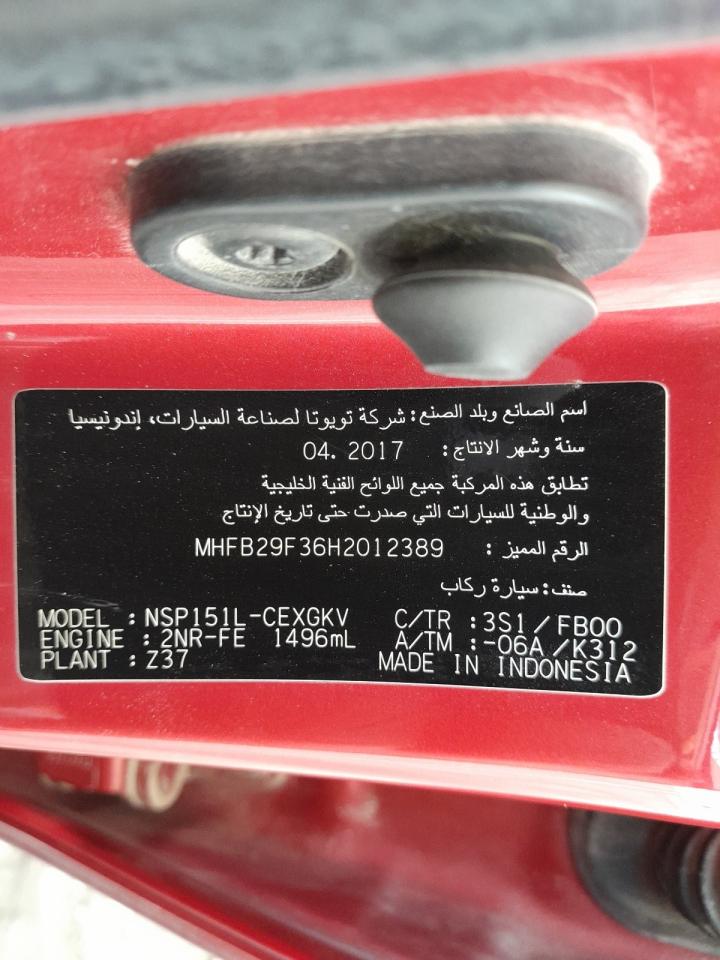 اسم الصانع وبلد الصنع: شركة تويوتا لصناعة السيارات، إندونيسيا
سنة وشهر الانتاج: 04. 2017
تطابق هذه المركبة جميع اللوائح الفنية الخليجية
والوطنية للسيارات التي صدرت حتى تاريخ الإنتاج
الرقم المميز: MHFB29F36H2012389
صنف: سيارة ركاب
MODEL : NSP151L-CEXGKV C/TR : 3S1/FB00
ENGINE : 2NR-FE 1496mL A/TM : -06A/K312
PLANT : Z37 MADE IN INDONESIA